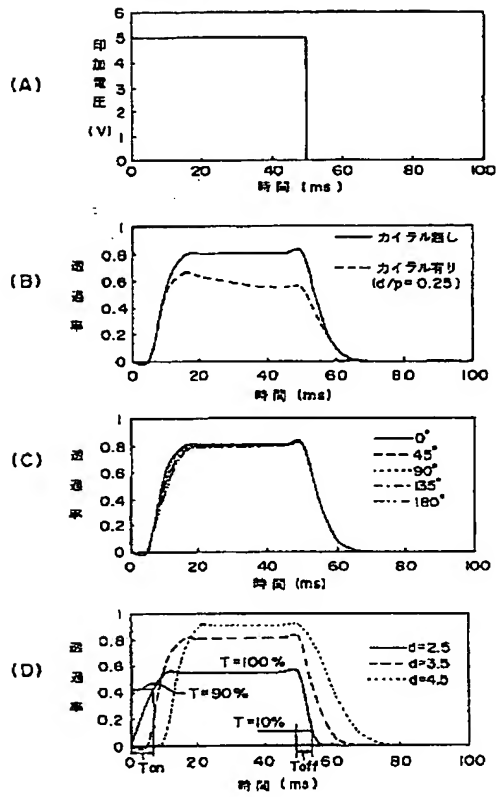 (A)
印加電圧 (V)
6
5
4
3
2
1
0
0 20 40 60 80 100
時間 (ms)
(B)
透過率
1
0.8
0.6
0.4
0.2
0
カイラル無し
カイラル有り
(d/p=0.25)
0 20 40 60 80 100
時間 (ms)
(C)
透過率
1
0.8
0.6
0.4
0.2
0
0°
45°
90°
135°
180°
0 20 40 60 80 100
時間 (ms)
(D)
透過率
1
0.8
0.6
0.4
0.2
0
d=2.5
d=3.5
d=4.5
T=100%
T=90%
T=10%
0 20 40 60 80 100
Ton
Toff
時間 (ms)